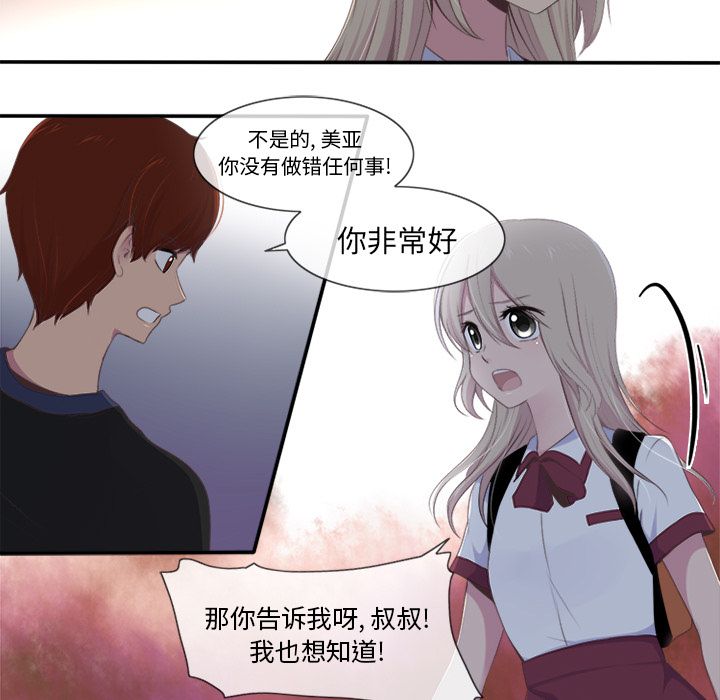 不是的, 美亚
你没有做错任何事!
你非常好
那你告诉我呀, 叔叔!
我也想知道!